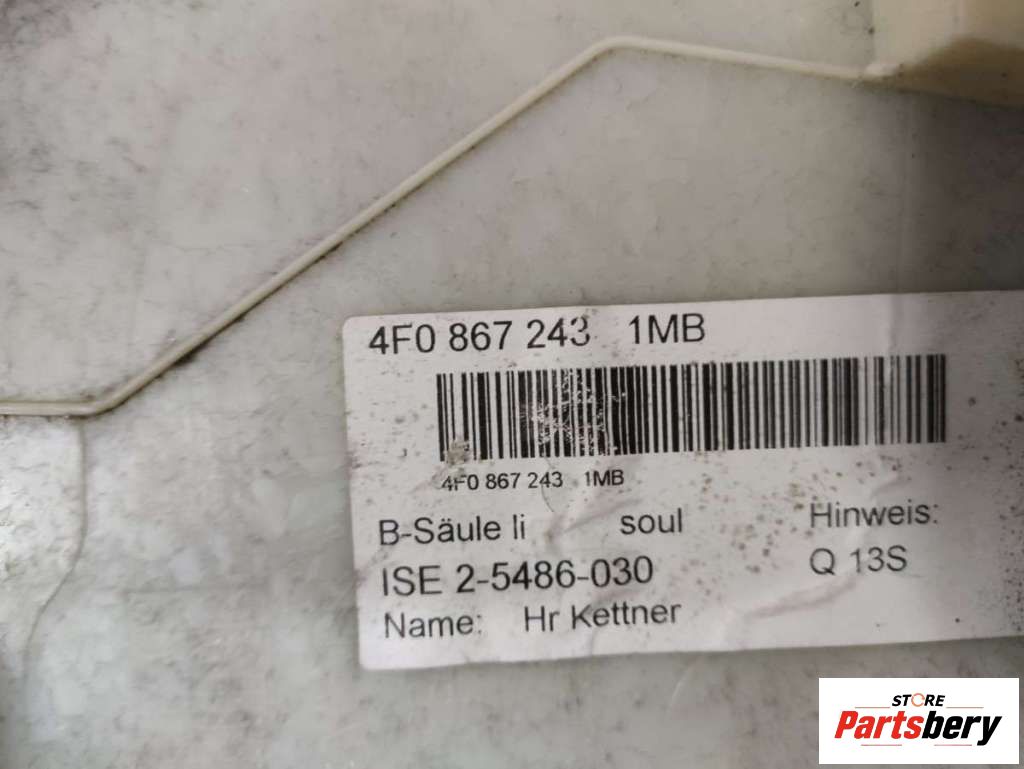 4F0 867 243 1MB
4F0 867 243 1MB
B-Säule li soul Hinweis:
ISE 2-5486-030 Q 13S
Name: Hr Kettner
STORE
Partsbery